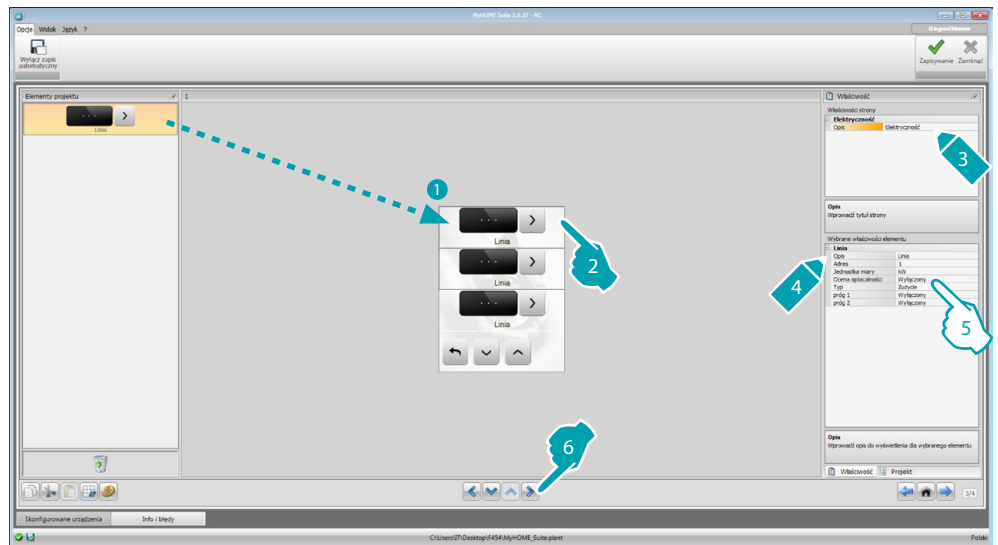 MyHOME Suite 1.8.37 - RC
Opcje Widok Język ?
Wyłącz zapis
automatyczny
Zapisywanie Zamknąć
Elementy projektu
1
Właściwość
Linia
Właściwości strony
Elektryczność
Opis Elektryczność
3
Opis
Wprowadź tytuł strony
1
Linia
2
Linia
Linia
Wybrane właściwości elementu
Linia
Opis Linia
Adres 1
Jednostka miary kW
Ocena opłacalności Wyłączony
Typ Zużycie
próg 1 Wyłączony
próg 2 Wyłączony
4
5
6
Opis
Wprowadź opis do wyświetlenia dla wybranego elementu
Właściwość Projekt
3/4
Skonfigurowane urządzenia Info i błędy
C:\Users\IT\Desktop\F454\MyHOME_Suite.plant
Polski